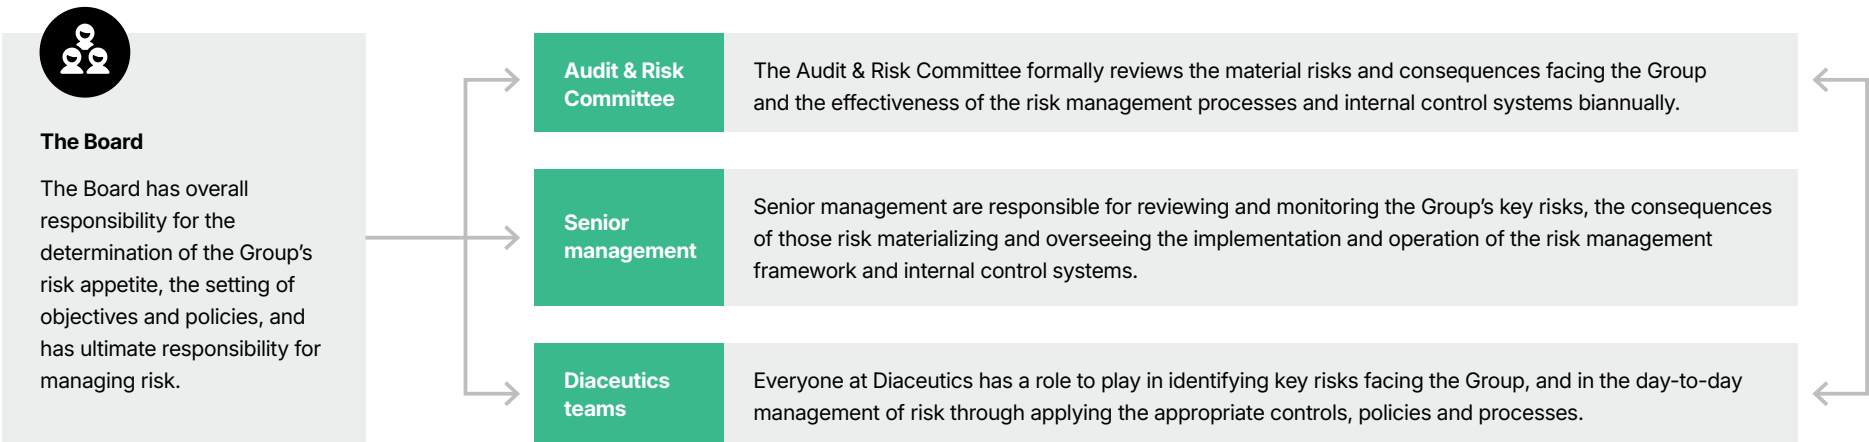 The Board
The Board has overall
responsibility for the
determination of the Group’s
risk appetite, the setting of
objectives and policies, and
has ultimate responsibility for
managing risk.
Audit & Risk
Committee
The Audit & Risk Committee formally reviews the material risks and consequences facing the Group
and the effectiveness of the risk management processes and internal control systems biannually.
Senior
management
Senior management are responsible for reviewing and monitoring the Group’s key risks, the consequences
of those risk materializing and overseeing the implementation and operation of the risk management
framework and internal control systems.
Diaceutics
teams
Everyone at Diaceutics has a role to play in identifying key risks facing the Group, and in the day-to-day
management of risk through applying the appropriate controls, policies and processes.